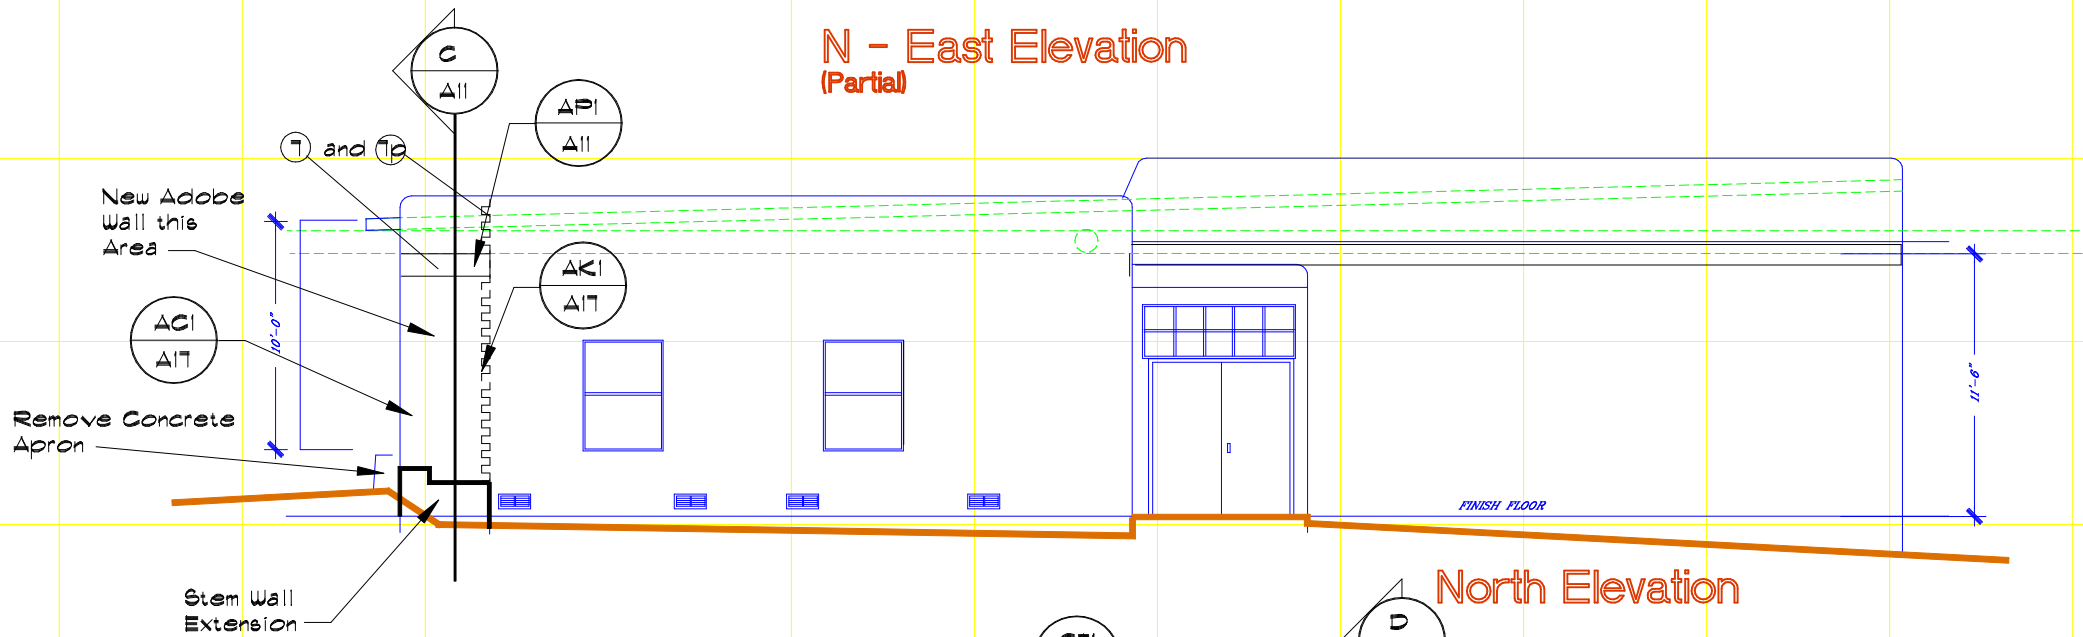 N - East Elevation
(Partial)
C
A11
AP1
A11
7 and 7p
New Adobe
Wall this
Area
AK1
A17
AC1
A17
10'-0"
11'-6"
Remove Concrete
Apron
FINISH FLOOR
Stem Wall
Extension
North Elevation
D